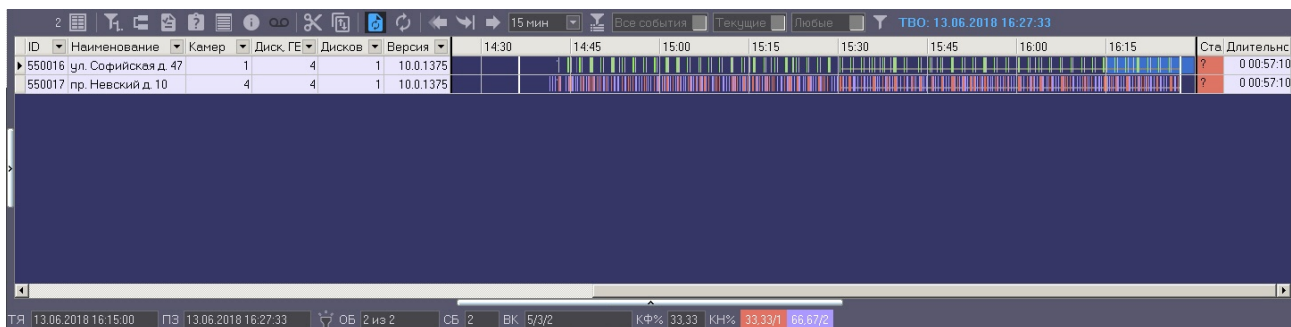 2 15 мин Все события Текущие Любые ТВО: 13.06.2018 16:27:33
ID Наименование Камер Диск, ГЕ Дисков Версия 14:30 14:45 15:00 15:15 15:30 15:45 16:00 16:15 Ста Длительнс
550016 ул. Софийская д. 47 1 4 1 10.0.1375 ? 0 00:57:10
550017 пр. Невский д. 10 4 4 1 10.0.1375 ? 0 00:57:10
ТЯ 13.06.2018 16:15:00 ПЗ 13.06.2018 16:27:33 ОБ 2 из 2 СБ 2 ВК 5/3/2 КФ% 33,33 КН% 33,33/1 66,67/2